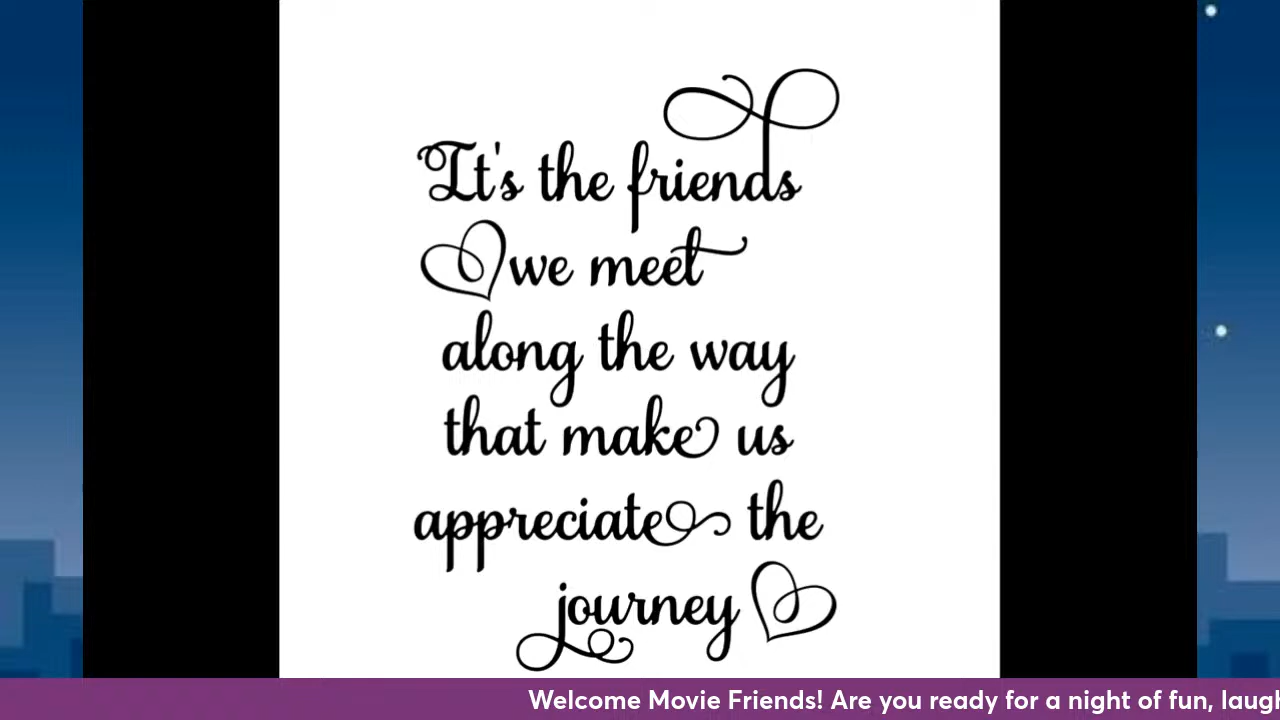 It's the friends
we meet
along the way
that make us
appreciate the
journey
Welcome Movie Friends! Are you ready for a night of fun,